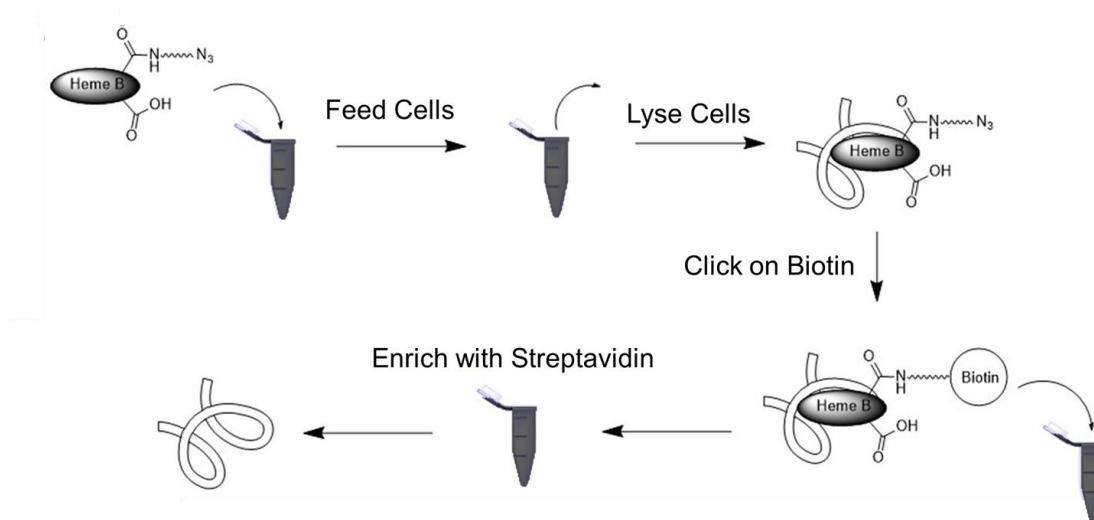 O
N
H
N3
Heme B
OH
O
Feed Cells
Lyse Cells
O
N
H
N3
Heme B
OH
O
Click on Biotin
Enrich with Streptavidin
O
N
H
Biotin
Heme B
OH
O